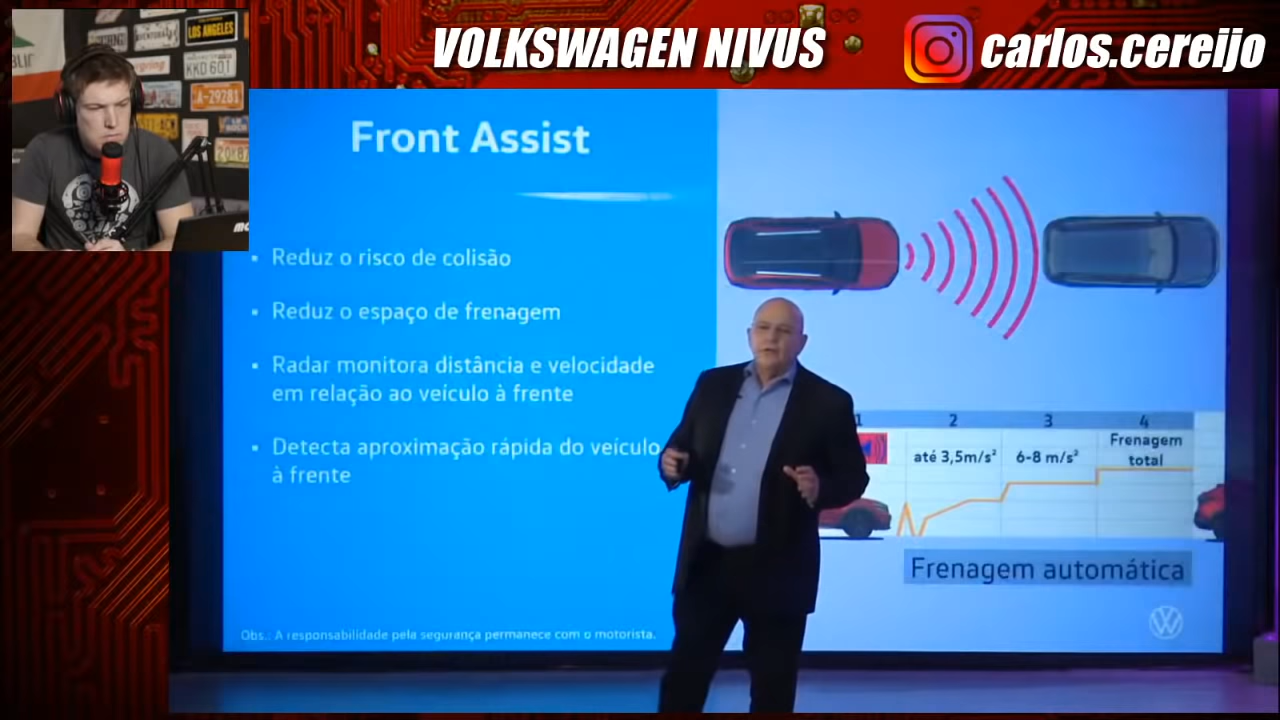 VOLKSWAGEN NIVUS
carlos.cereijo
LOS ANGELES
KKD 60T
A-29281
Front Assist
Reduz o risco de colisão
Reduz o espaço de frenagem
Radar monitora distância e velocidade
em relação ao veículo à frente
Detecta aproximação rápida do veículo
à frente
Obs.: A responsabilidade pela segurança permanece com o motorista.
1 2 3 4
até 3,5m/s²
6-8 m/s²
Frenagem
total
Frenagem automática